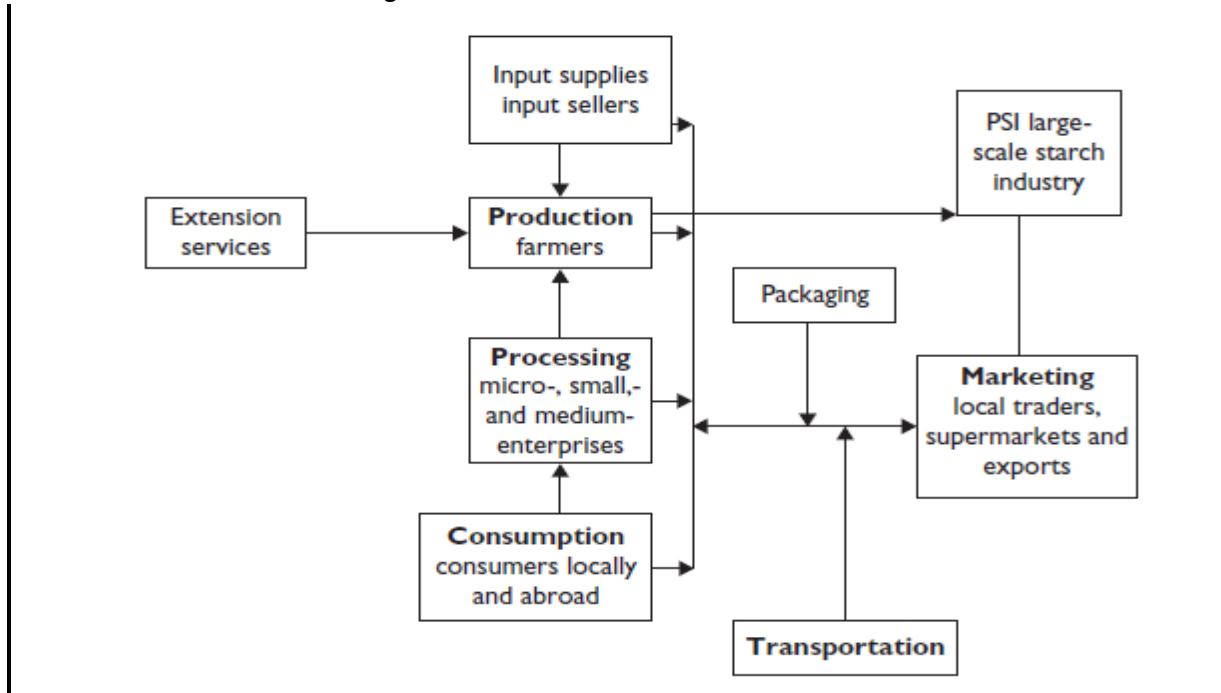 Input supplies
input sellers
PSI large-
scale starch
industry
Extension
services
Production
farmers
Packaging
Processing
micro-, small,-
and medium-
enterprises
Marketing
local traders,
supermarkets and
exports
Consumption
consumers locally
and abroad
Transportation